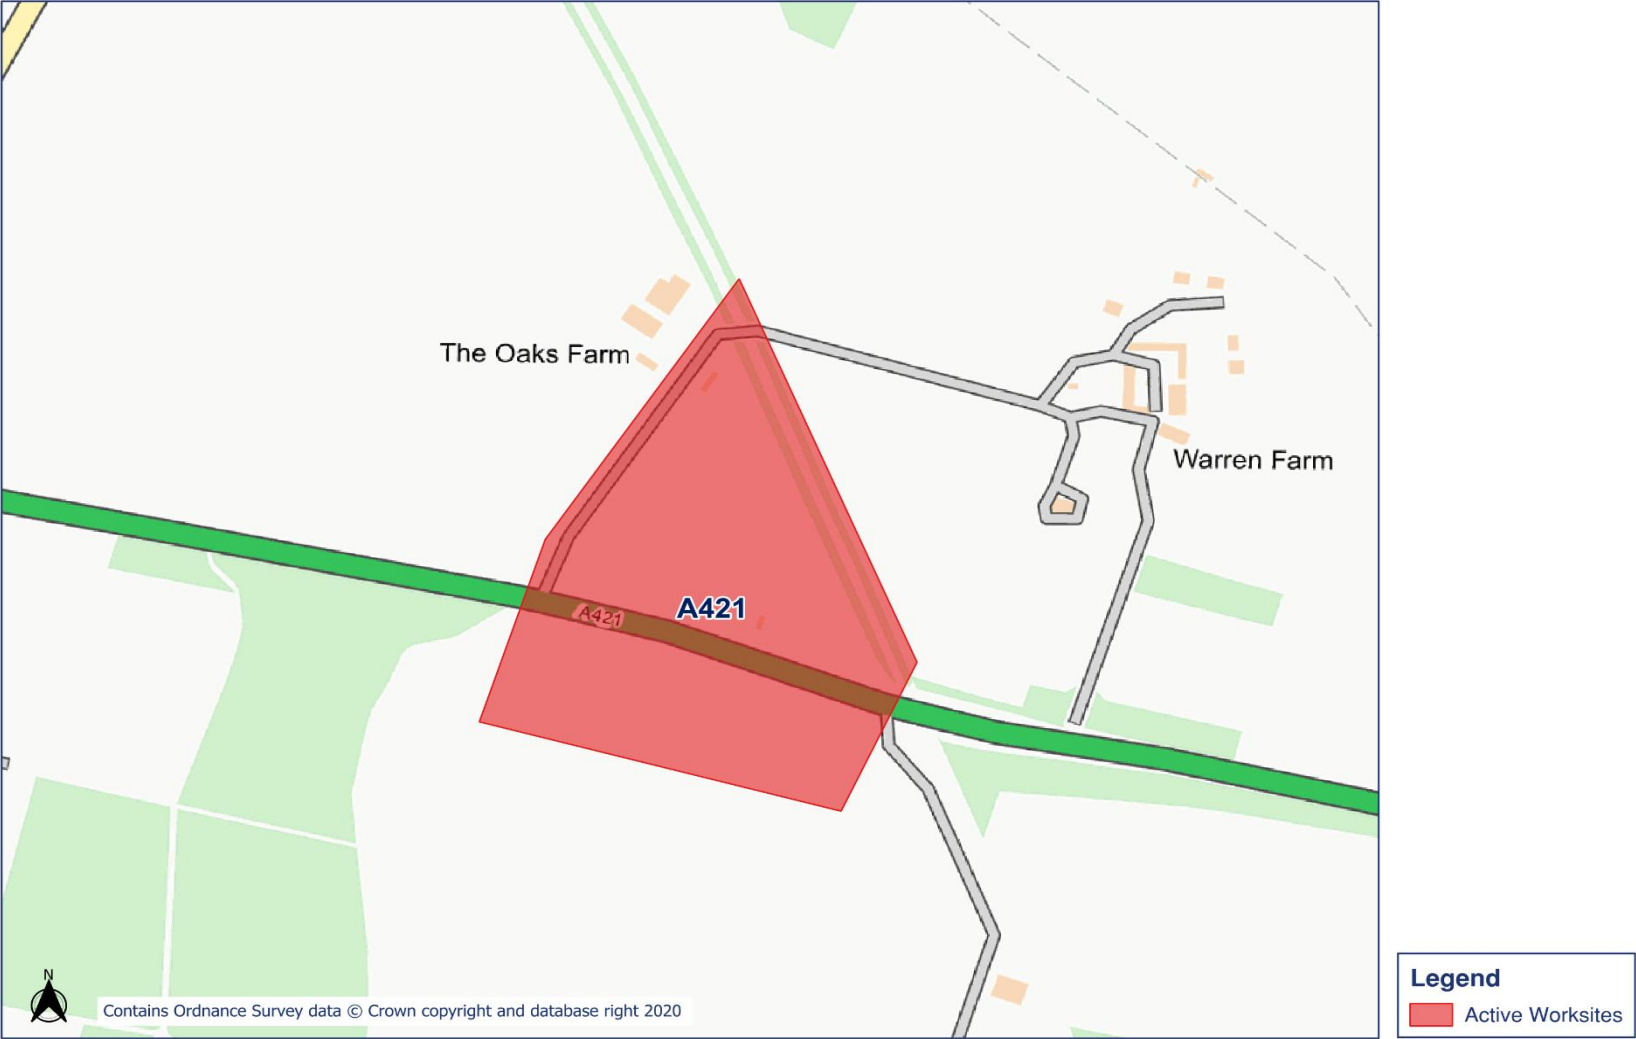 The Oaks Farm
Warren Farm
A421
A421
N
Contains Ordnance Survey data © Crown copyright and database right 2020
Legend
Active Worksites